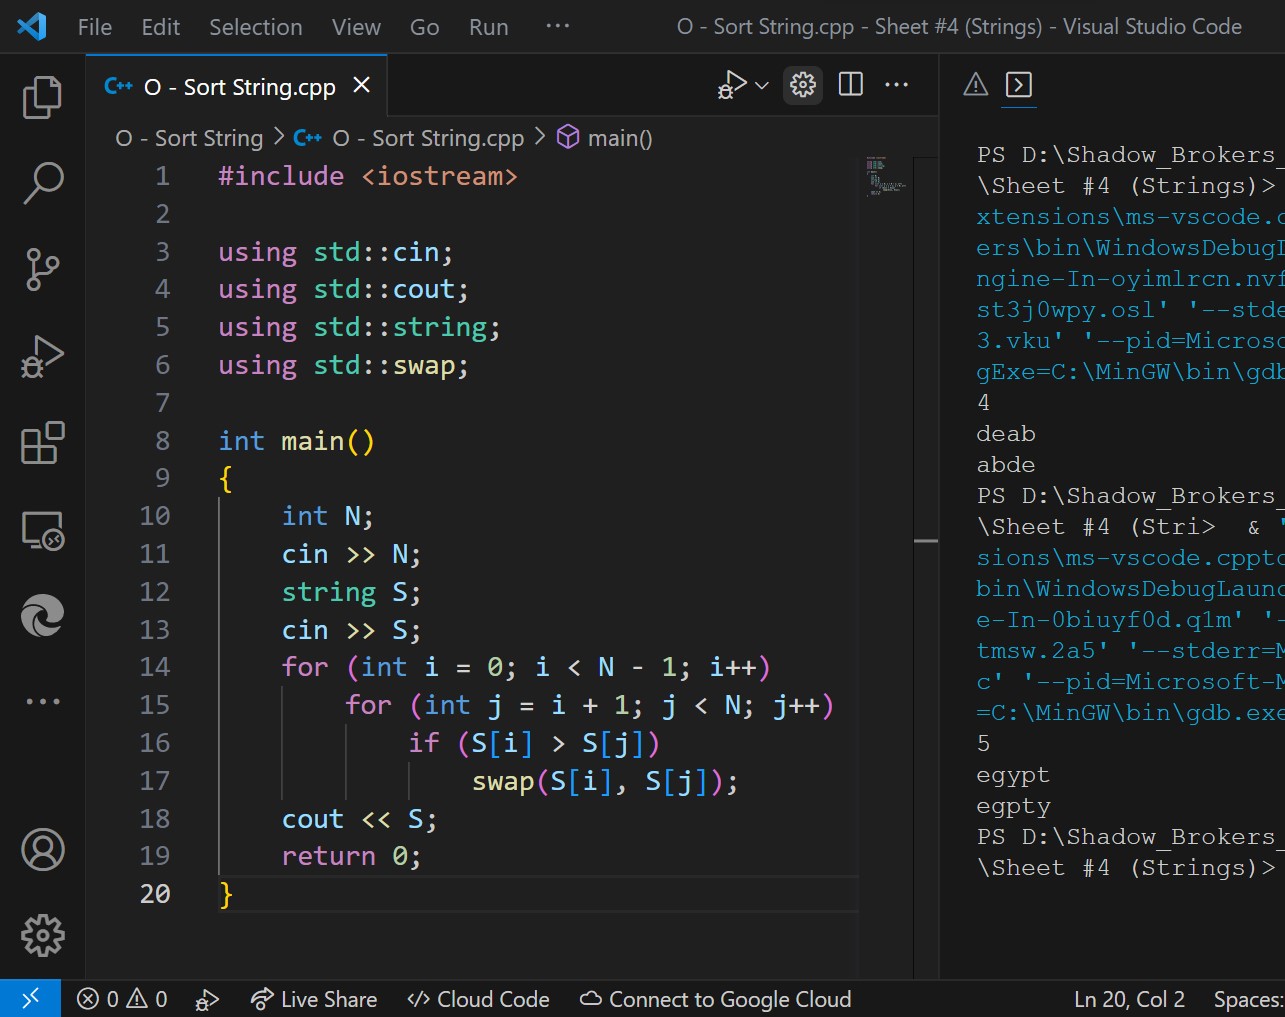 File Edit Selection View Go Run ··· O - Sort String.cpp - Sheet #4 (Strings) - Visual Studio Code
C++ O - Sort String.cpp ×
O - Sort String > C++ O - Sort String.cpp > main()
1 #include <iostream>
2
3 using std::cin;
4 using std::cout;
5 using std::string;
6 using std::swap;
7
8 int main()
9 {
10 int N;
11 cin >> N;
12 string S;
13 cin >> S;
14 for (int i = 0; i < N - 1; i++)
15 for (int j = i + 1; j < N; j++)
16 if (S[i] > S[j])
17 swap(S[i], S[j]);
18 cout << S;
19 return 0;
20 }
PS D:\Shadow_Brokers_
\Sheet #4 (Strings)>
xtensions\ms-vscode.c
ers\bin\WindowsDebugL
ngine-In-oyimlrcn.nvf
st3j0wpy.osl' '--stde
3.vku' '--pid=Microso
gExe=C:\MinGW\bin\gdb
4
deab
abde
PS D:\Shadow_Brokers_
\Sheet #4 (Stri> & '
sions\ms-vscode.cppto
bin\WindowsDebugLaunc
e-In-0biuyf0d.q1m' '-
tmsw.2a5' '--stderr=M
c' '--pid=Microsoft-M
=C:\MinGW\bin\gdb.exe
5
egypt
egpty
PS D:\Shadow_Brokers_
\Sheet #4 (Strings)>
0 0 Live Share Cloud Code Connect to Google Cloud Ln 20, Col 2 Spaces: